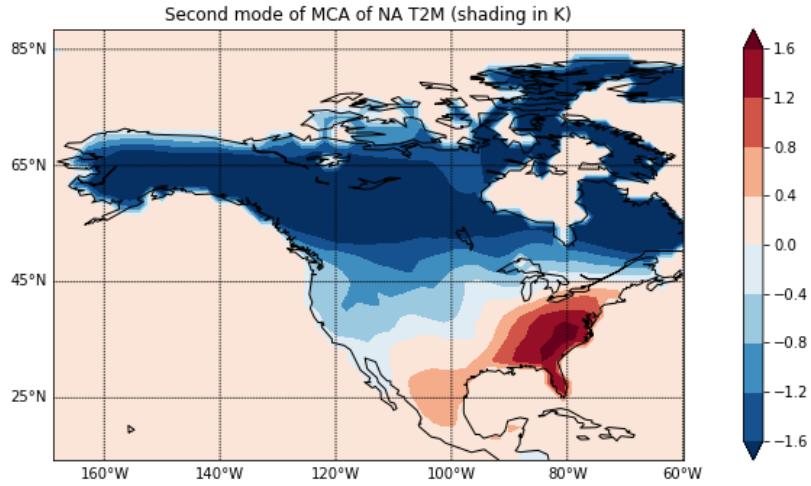 Second mode of MCA of NA T2M (shading in K)
85°N
65°N
45°N
25°N
160°W 140°W 120°W 100°W 80°W 60°W
1.6
1.2
0.8
0.4
0.0
−0.4
−0.8
−1.2
−1.6